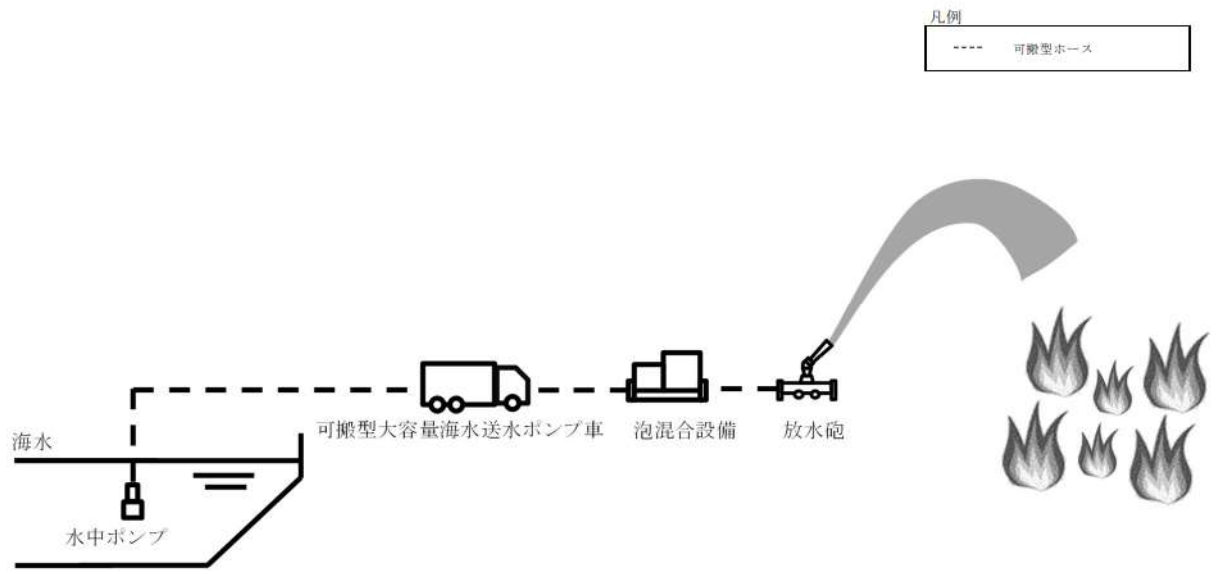 凡例
可搬型ホース
海水
可搬型大容量海水送水ポンプ車
泡混合設備
放水砲
水中ポンプ